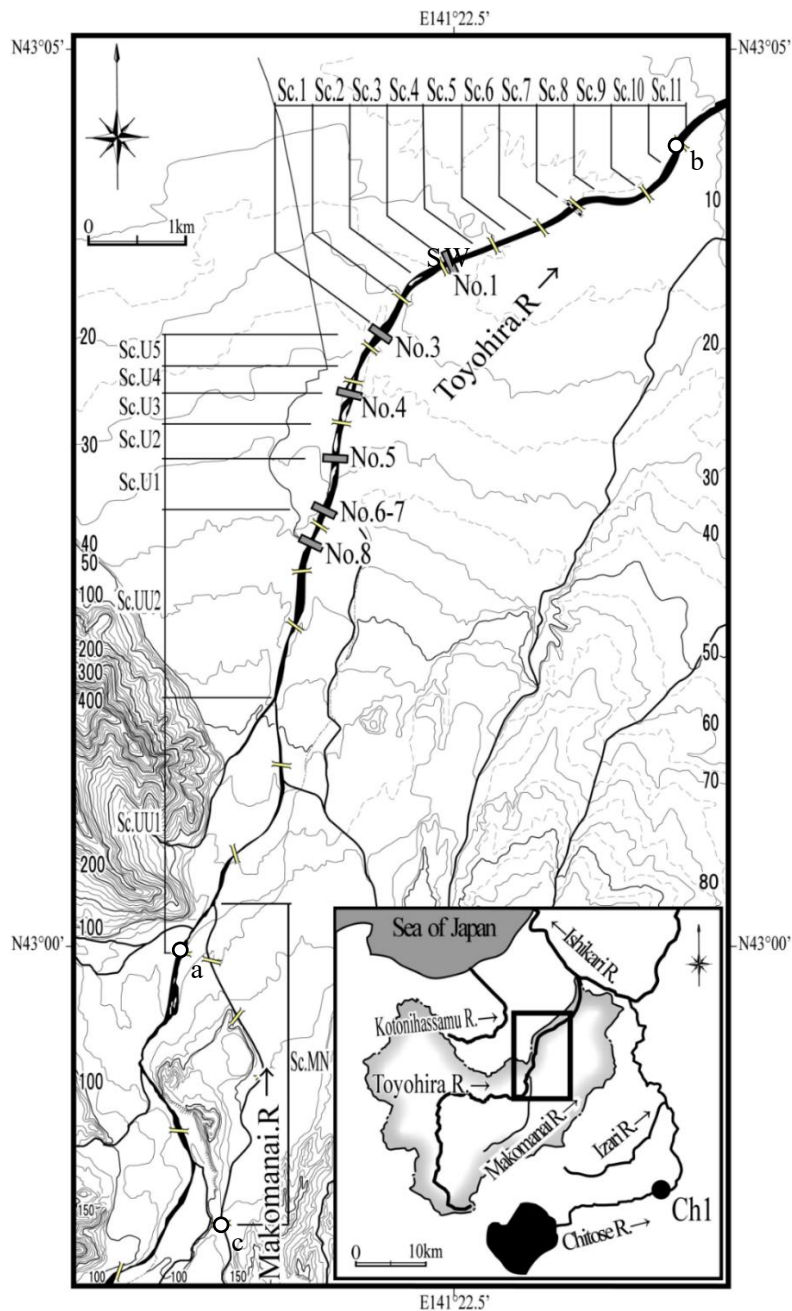 E141°22.5'
N43°05'
N43°05'
Sc.1 Sc.2 Sc.3 Sc.4 Sc.5 Sc.6 Sc.7 Sc.8 Sc.9 Sc.10 Sc.11
b
0 1km
10
SW
No.1
Toyohira.R →
20
No.3
20
Sc.U5
Sc.U4
No.4
Sc.U3
30
Sc.U2
No.5
30
Sc.U1
No.6-7
40
40
No.8
50
100
Sc.UU2
200
50
300
400
60
70
Sc.UU1
200
80
100
N43°00'
N43°00'
a
Sea of Japan
←Ishikari R.
Kotonihassamu R.→
Sc.MN
100
Toyohira R.→
Makomanai R.→
Izari R.→
Makomanai.R →
150
Ch1
c
Chitose R.→
0 10km
100
100
150
E141°22.5'